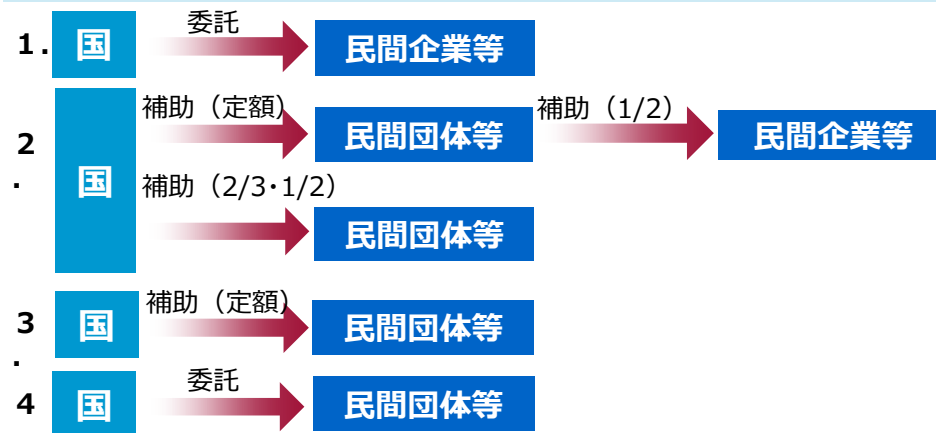 1. 国 委託 民間企業等
2. 国 補助（定額） 民間団体等 補助（1/2） 民間企業等
補助（2/3･1/2） 民間団体等
3. 国 補助（定額） 民間団体等
4 国 委託 民間団体等